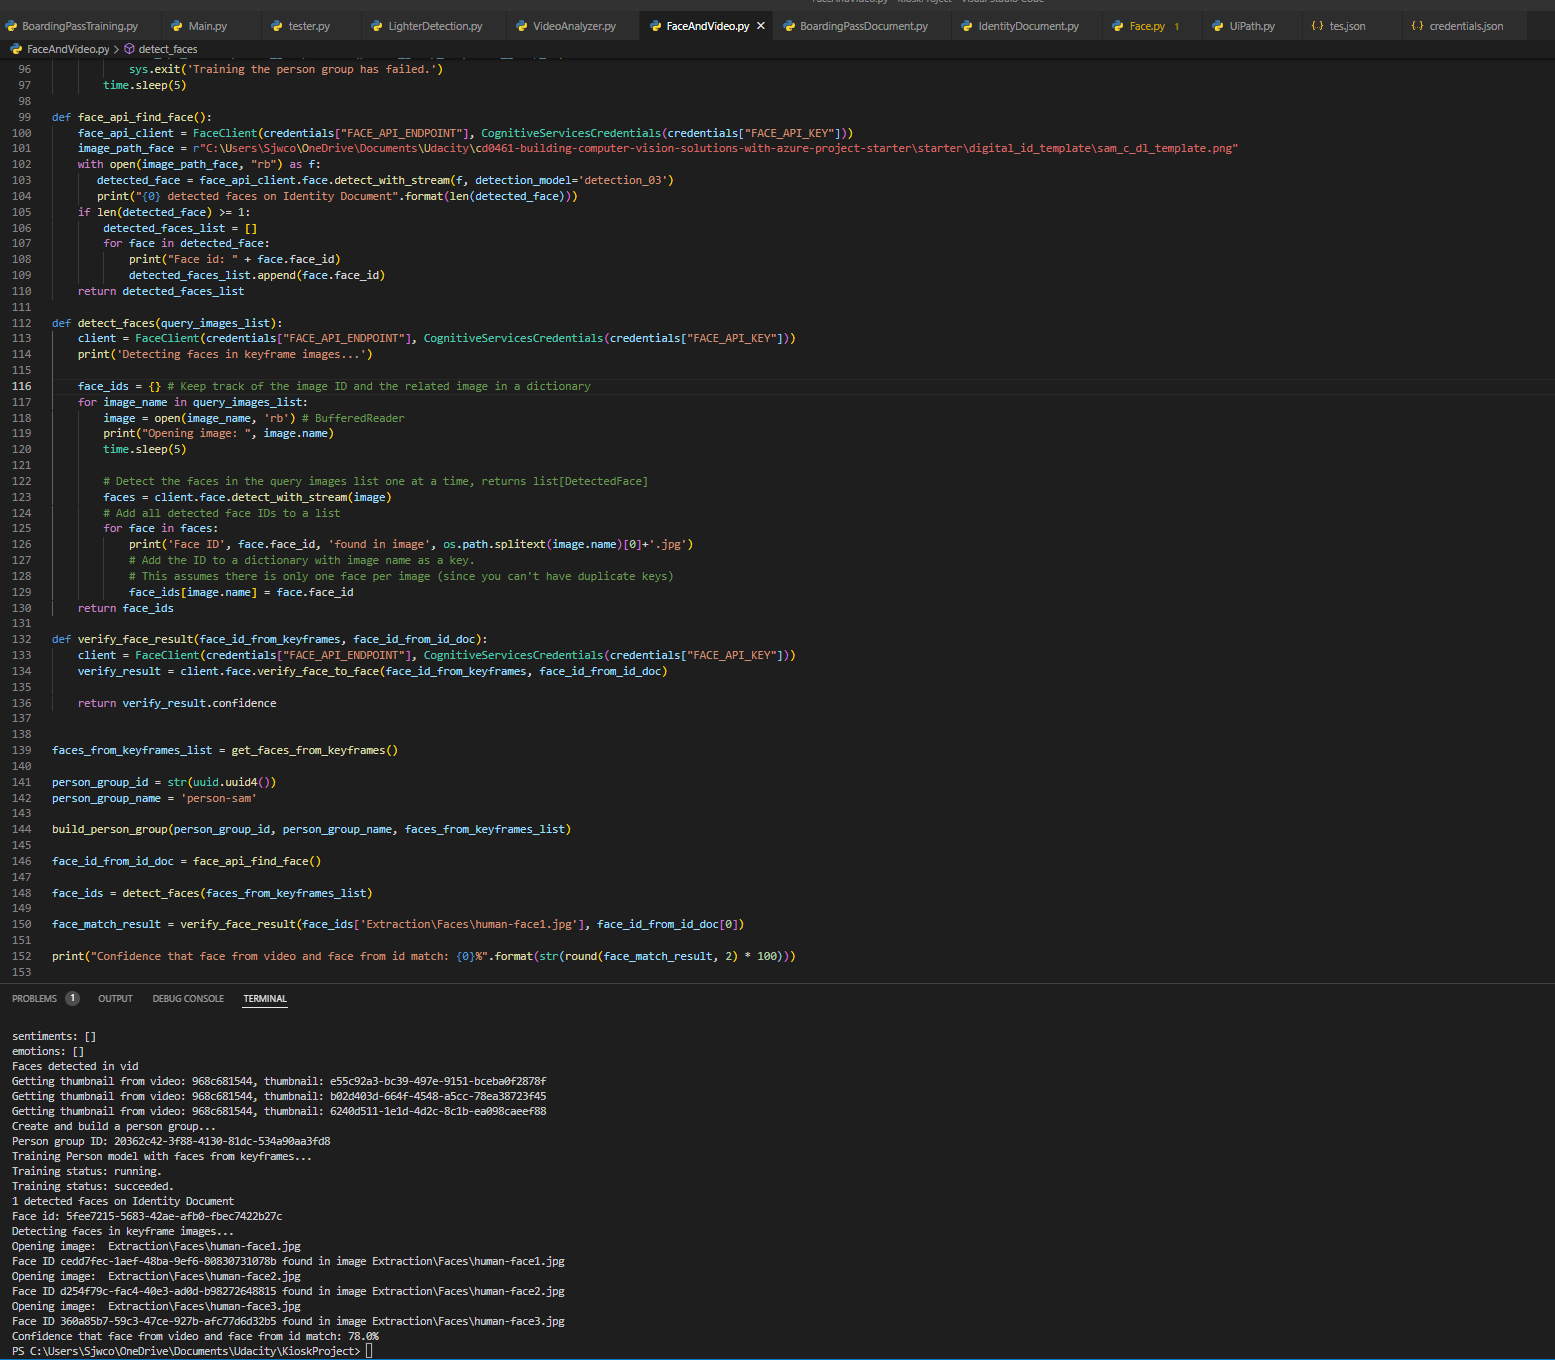 BoardingPassTraining.py Main.py tester.py LighterDetection.py VideoAnalyzer.py FaceAndVideo.py × BoardingPassDocument.py IdentityDocument.py Face.py 1 UiPath.py tes.json credentials.json
FaceAndVideo.py > detect_faces
96 sys.exit('Training the person group has failed.')
97 time.sleep(5)
98
99 def face_api_find_face():
100 face_api_client = FaceClient(credentials["FACE_API_ENDPOINT"], CognitiveServicesCredentials(credentials["FACE_API_KEY"]))
101 image_path_face = r"C:\Users\Sjwco\OneDrive\Documents\Udacity\cd0461-building-computer-vision-solutions-with-azure-project-starter\starter\digital_id_template\sam_c_dl_template.png"
102 with open(image_path_face, "rb") as f:
103 detected_face = face_api_client.face.detect_with_stream(f, detection_model='detection_03')
104 print("{0} detected faces on Identity Document".format(len(detected_face)))
105 if len(detected_face) >= 1:
106 detected_faces_list = []
107 for face in detected_face:
108 print("Face id: " + face.face_id)
109 detected_faces_list.append(face.face_id)
110 return detected_faces_list
111
112 def detect_faces(query_images_list):
113 client = FaceClient(credentials["FACE_API_ENDPOINT"], CognitiveServicesCredentials(credentials["FACE_API_KEY"]))
114 print('Detecting faces in keyframe images...')
115
116 face_ids = {} # Keep track of the image ID and the related image in a dictionary
117 for image_name in query_images_list:
118 image = open(image_name, 'rb') # BufferedReader
119 print("Opening image: ", image.name)
120 time.sleep(5)
121
122 # Detect the faces in the query images list one at a time, returns list[DetectedFace]
123 faces = client.face.detect_with_stream(image)
124 # Add all detected face IDs to a list
125 for face in faces:
126 print('Face ID', face.face_id, 'found in image', os.path.splitext(image.name)[0]+'.jpg')
127 # Add the ID to a dictionary with image name as a key.
128 # This assumes there is only one face per image (since you can't have duplicate keys)
129 face_ids[image.name] = face.face_id
130 return face_ids
131
132 def verify_face_result(face_id_from_keyframes, face_id_from_id_doc):
133 client = FaceClient(credentials["FACE_API_ENDPOINT"], CognitiveServicesCredentials(credentials["FACE_API_KEY"]))
134 verify_result = client.face.verify_face_to_face(face_id_from_keyframes, face_id_from_id_doc)
135
136 return verify_result.confidence
137
138
139 faces_from_keyframes_list = get_faces_from_keyframes()
140
141 person_group_id = str(uuid.uuid4())
142 person_group_name = 'person-sam'
143
144 build_person_group(person_group_id, person_group_name, faces_from_keyframes_list)
145
146 face_id_from_id_doc = face_api_find_face()
147
148 face_ids = detect_faces(faces_from_keyframes_list)
149
150 face_match_result = verify_face_result(face_ids['Extraction\Faces\human-face1.jpg'], face_id_from_id_doc[0])
151
152 print("Confidence that face from video and face from id match: {0}%".format(str(round(face_match_result, 2) * 100)))
153
PROBLEMS 1 OUTPUT DEBUG CONSOLE TERMINAL
sentiments: []
emotions: []
Faces detected in vid
Getting thumbnail from video: 968c681544, thumbnail: e55c92a3-bc39-497e-9151-bceba0f2878f
Getting thumbnail from video: 968c681544, thumbnail: b02d403d-664f-4548-a5cc-78ea38723f45
Getting thumbnail from video: 968c681544, thumbnail: 6240d511-1e1d-4d2c-8c1b-ea098caeef88
Create and build a person group...
Person group ID: 20362c42-3f88-4130-81dc-534a90aa3fd8
Training Person model with faces from keyframes...
Training status: running.
Training status: succeeded.
1 detected faces on Identity Document
Face id: 5fee7215-5683-42ae-afb0-fbec7422b27c
Detecting faces in keyframe images...
Opening image:  Extraction\Faces\human-face1.jpg
Face ID cedd7fec-1aef-48ba-9ef6-80830731078b found in image Extraction\Faces\human-face1.jpg
Opening image:  Extraction\Faces\human-face2.jpg
Face ID d254f79c-fac4-40e3-ad0d-b98272648815 found in image Extraction\Faces\human-face2.jpg
Opening image:  Extraction\Faces\human-face3.jpg
Face ID 360a85b7-59c3-47ce-927b-afc77d6d32b5 found in image Extraction\Faces\human-face3.jpg
Confidence that face from video and face from id match: 78.0%
PS C:\Users\Sjwco\OneDrive\Documents\Udacity\KioskProject>